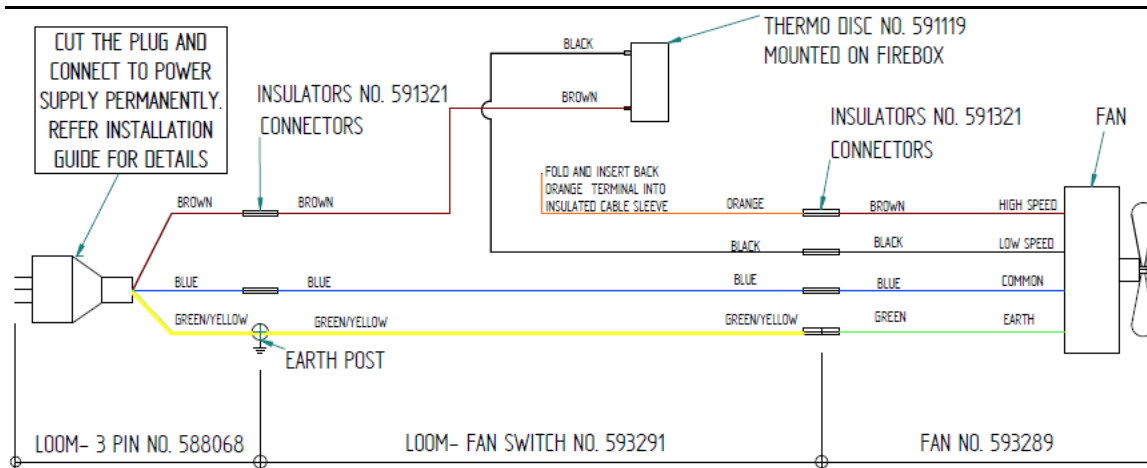 CUT THE PLUG AND
CONNECT TO POWER
SUPPLY PERMANENTLY.
REFER INSTALLATION
GUIDE FOR DETAILS
INSULATORS NO. 591321
CONNECTORS
BLACK
BROWN
THERMO DISC NO. 591119
MOUNTED ON FIREBOX
INSULATORS NO. 591321
CONNECTORS
FAN
FOLD AND INSERT BACK
ORANGE TERMINAL INTO
INSULATED CABLE SLEEVE
BROWN
BROWN
ORANGE
BROWN
HIGH SPEED
BLACK
BLACK
LOW SPEED
BLUE
BLUE
BLUE
BLUE
COMMON
GREEN/YELLOW
GREEN/YELLOW
GREEN/YELLOW
GREEN
EARTH
EARTH POST
LOOM- 3 PIN NO. 588068
LOOM- FAN SWITCH NO. 593291
FAN NO. 593289